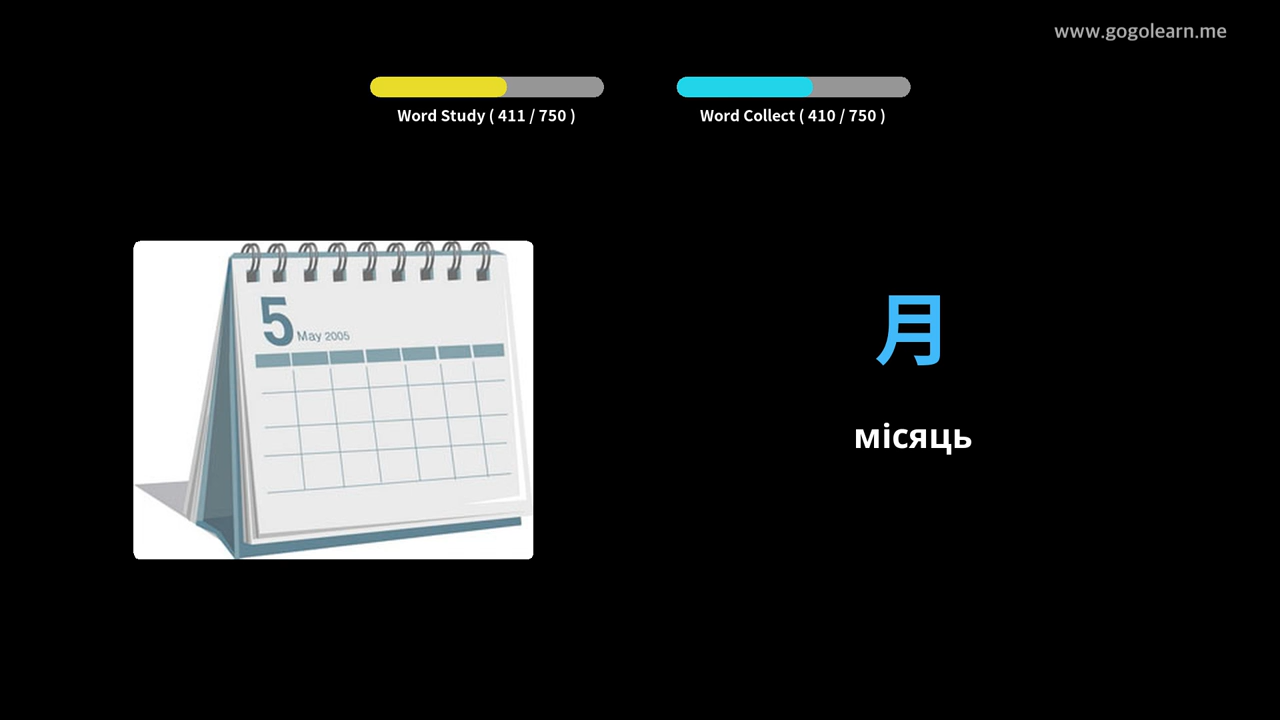 www.gogolearn.me
Word Study ( 411 / 750 )
Word Collect ( 410 / 750 )
5 May 2005
月
місяць